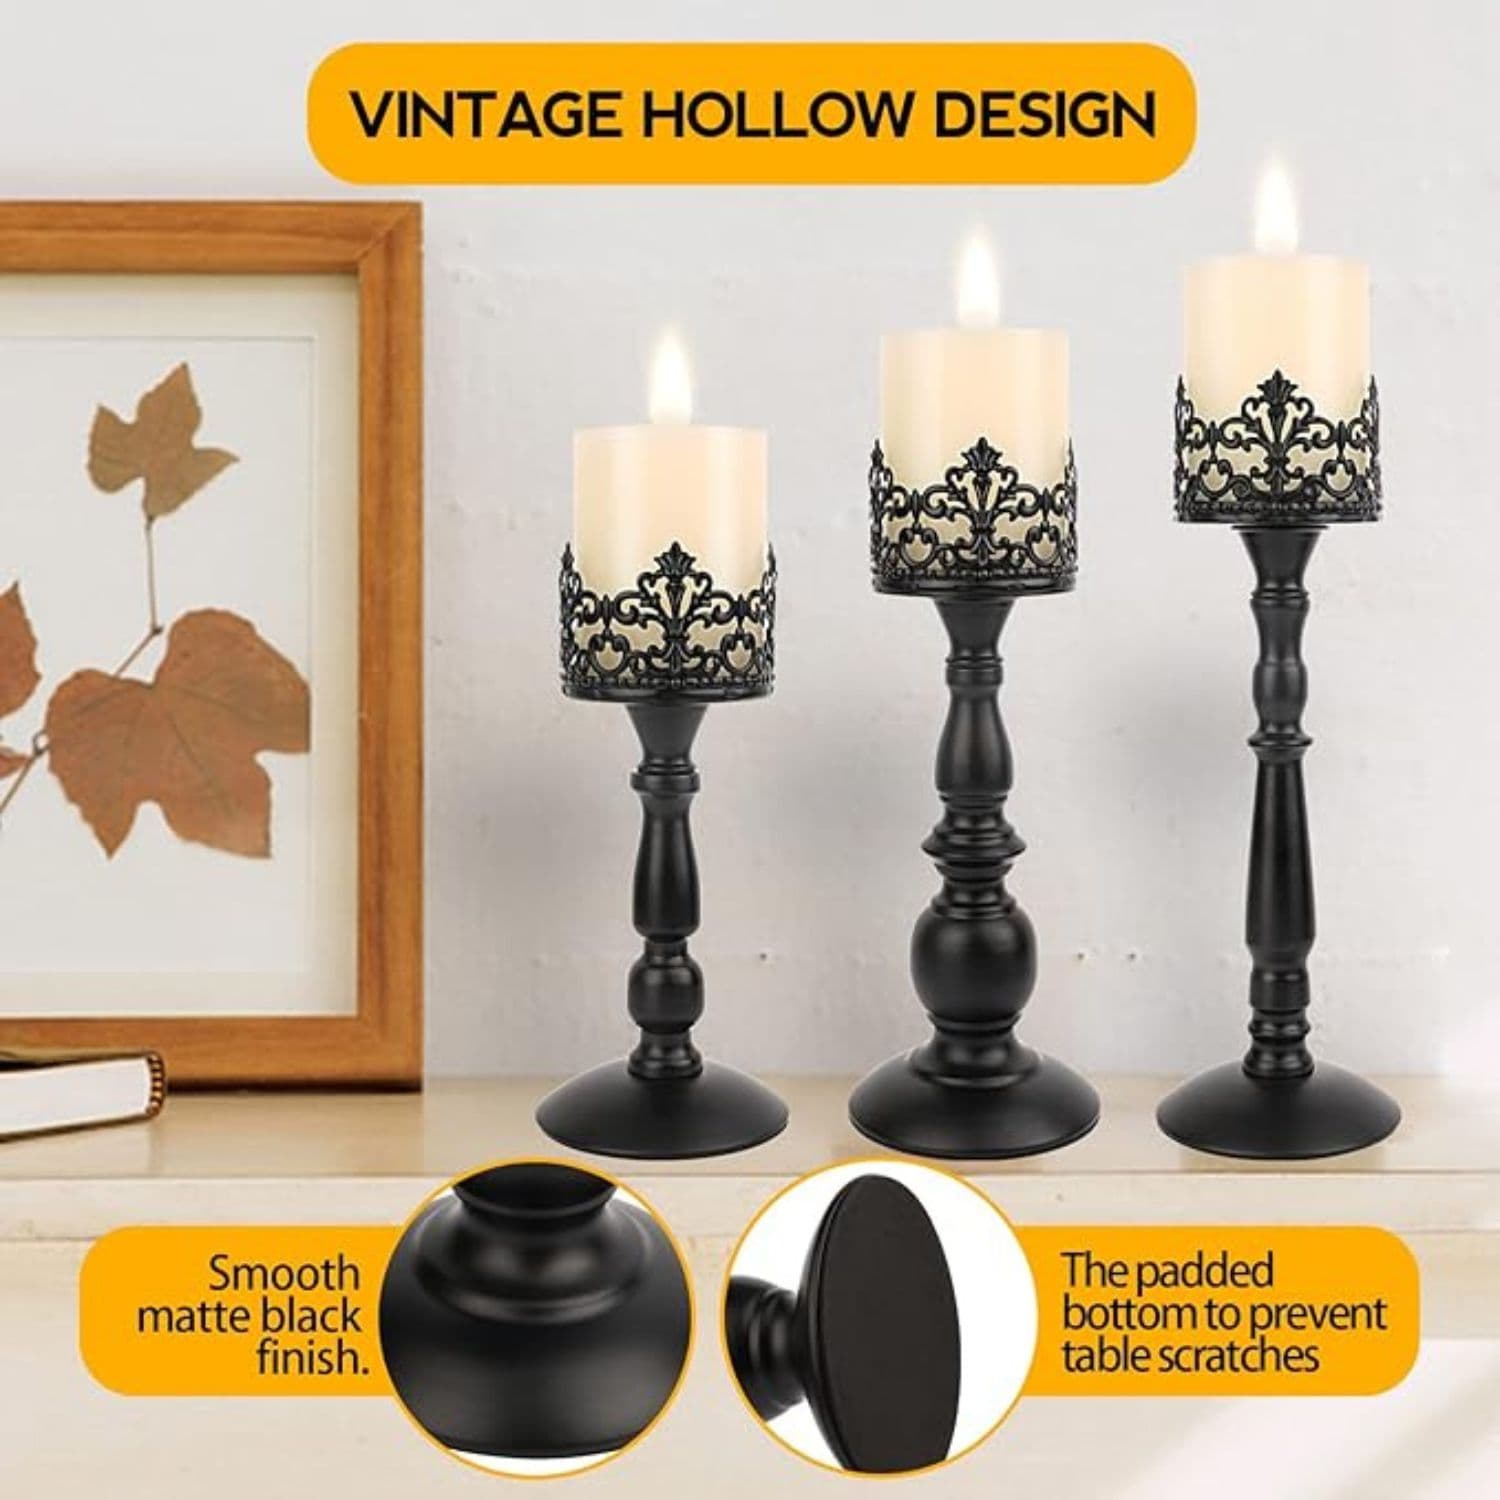 VINTAGE HOLLOW DESIGN
Smooth
matte black
finish.
The padded
bottom to prevent
table scratches